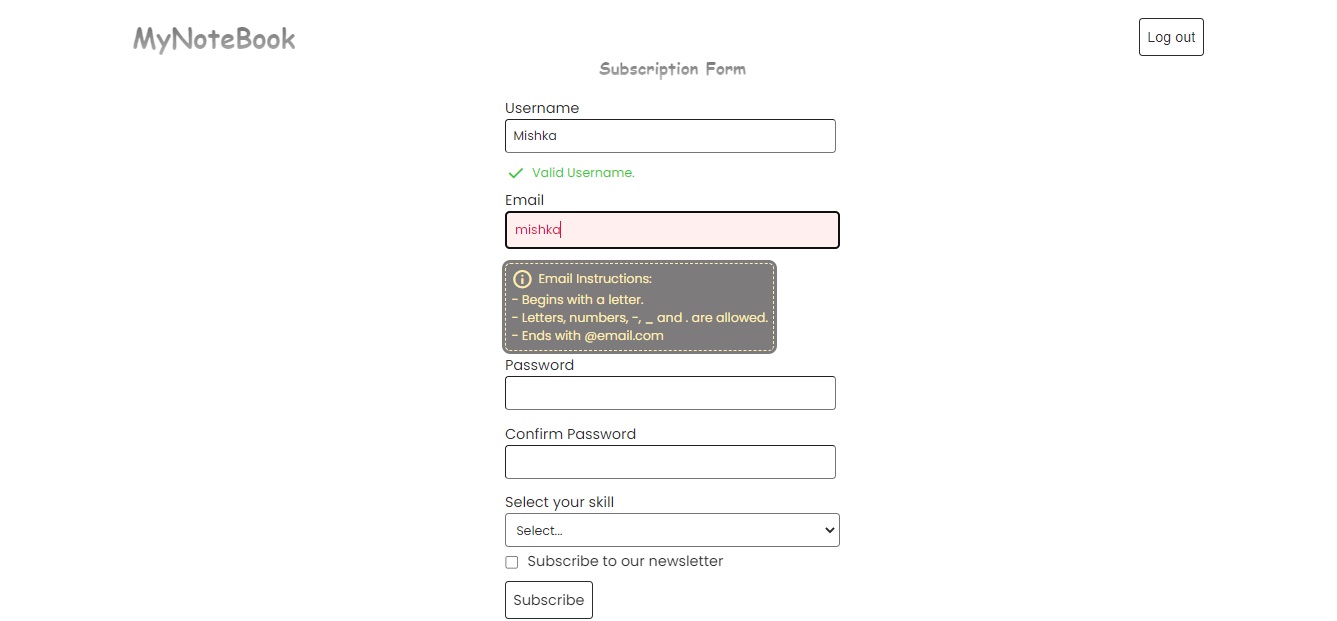 MyNoteBook
Log out
Subscription Form
Username
Mishka
Valid Username.
Email
mishka
Email Instructions:
- Begins with a letter.
- Letters, numbers, -, _ and . are allowed.
- Ends with @email.com
Password
Confirm Password
Select your skill
Select...
Subscribe to our newsletter
Subscribe